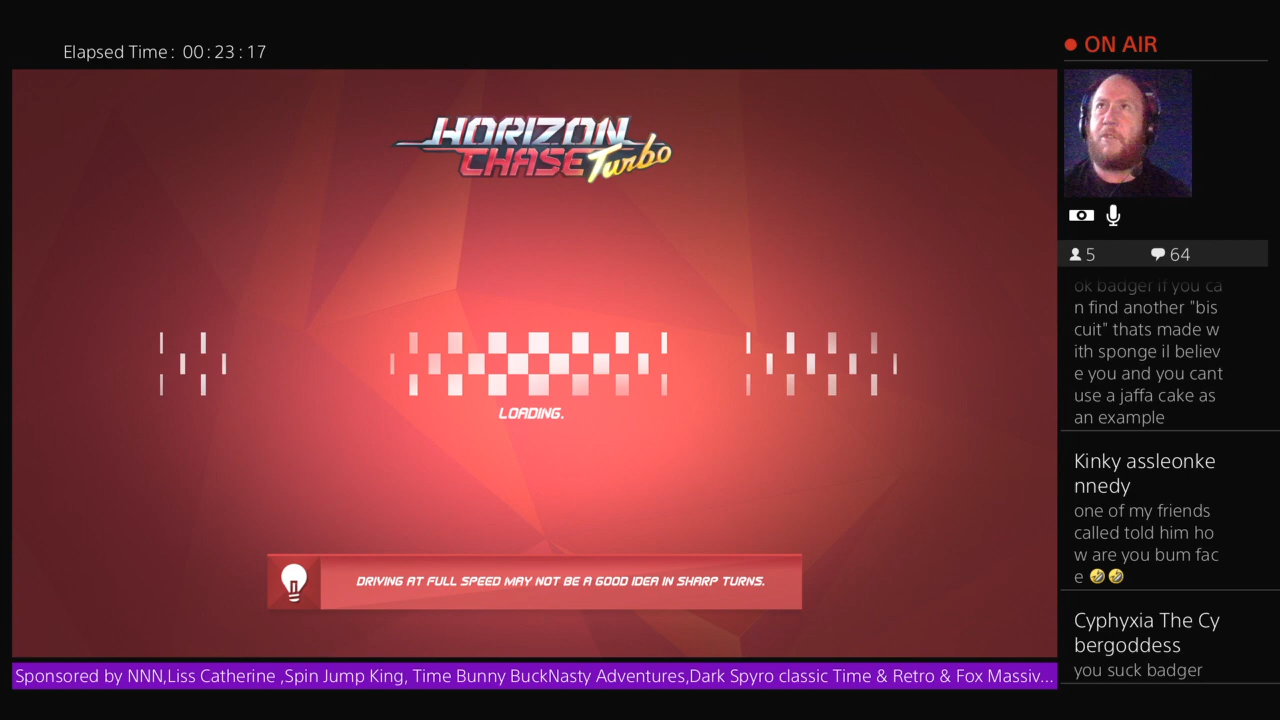 Elapsed Time: 00:23:17
ON AIR
HORIZON
CHASE Turbo
5 64
ok badger if you ca
n find another "bis
cuit" thats made w
ith sponge il believ
e you and you cant
use a jaffa cake as
an example
LOADING.
Kinky assleonke
nnedy
one of my friends
called told him ho
w are you bum fac
e 🤣🤣
DRIVING AT FULL SPEED MAY NOT BE A GOOD IDEA IN SHARP TURNS.
Cyphyxia The Cy
bergoddess
you suck badger
Sponsored by NNN,Liss Catherine ,Spin Jump King, Time Bunny BuckNasty Adventures,Dark Spyro classic Time & Retro & Fox Massiv...